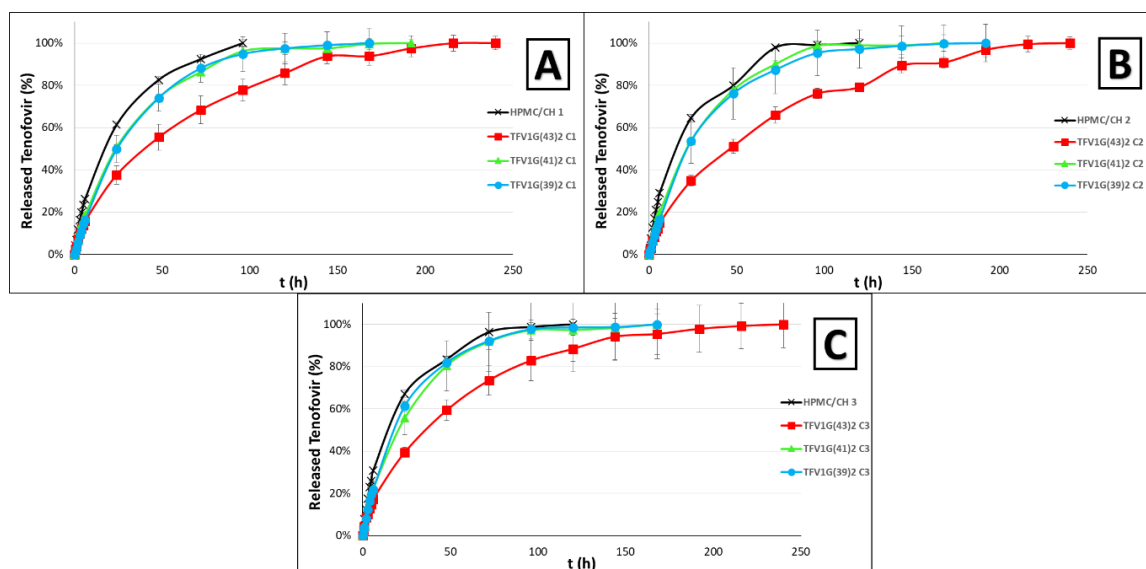 A
Released Tenofovir (%)
100%
80%
60%
40%
20%
0%
0
50
100
150
200
250
t (h)
HPMC/CH 1
TFV1G(43)2 C1
TFV1G(41)2 C1
TFV1G(39)2 C1
B
Released Tenofovir (%)
100%
80%
60%
40%
20%
0%
0
50
100
150
200
250
t (h)
HPMC/CH 2
TFV1G(43)2 C2
TFV1G(41)2 C2
TFV1G(39)2 C2
C
Released Tenofovir (%)
100%
80%
60%
40%
20%
0%
0
50
100
150
200
250
t (h)
HPMC/CH 3
TFV1G(43)2 C3
TFV1G(41)2 C3
TFV1G(39)2 C3